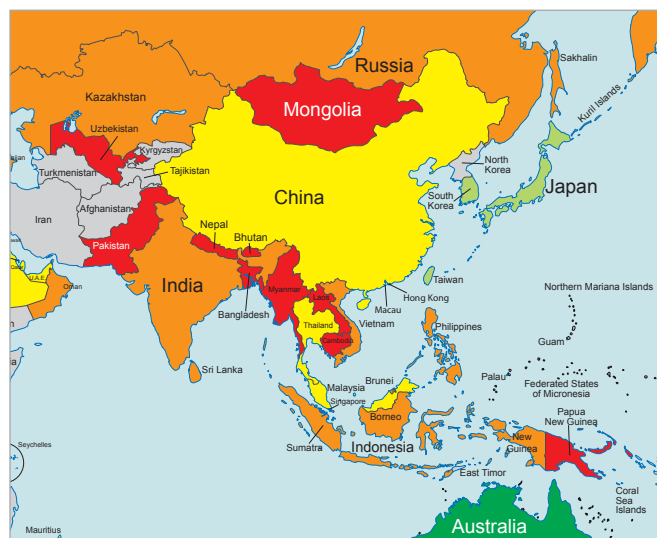 Russia
Sakhalin
Kazakhstan
Mongolia
Kuril Islands
Uzbekistan
Kyrgyzstan
Turkmenistan
Tajikistan
North
Korea
China
South
Korea
Japan
Iran
Afghanistan
Nepal
Bhutan
Pakistan
U.A.E.
Oman
India
Taiwan
Myanmar
Laos
Hong Kong
Macau
Northern Mariana Islands
Bangladesh
Thailand
Vietnam
Philippines
Cambodia
Guam
Sri Lanka
Palau
Malaysia
Brunei
Singapore
Federated States
of Micronesia
Borneo
Papua
New Guinea
Sumatra
Indonesia
New
Guinea
Seychelles
East Timor
Coral
Sea
Islands
Mauritius
Australia